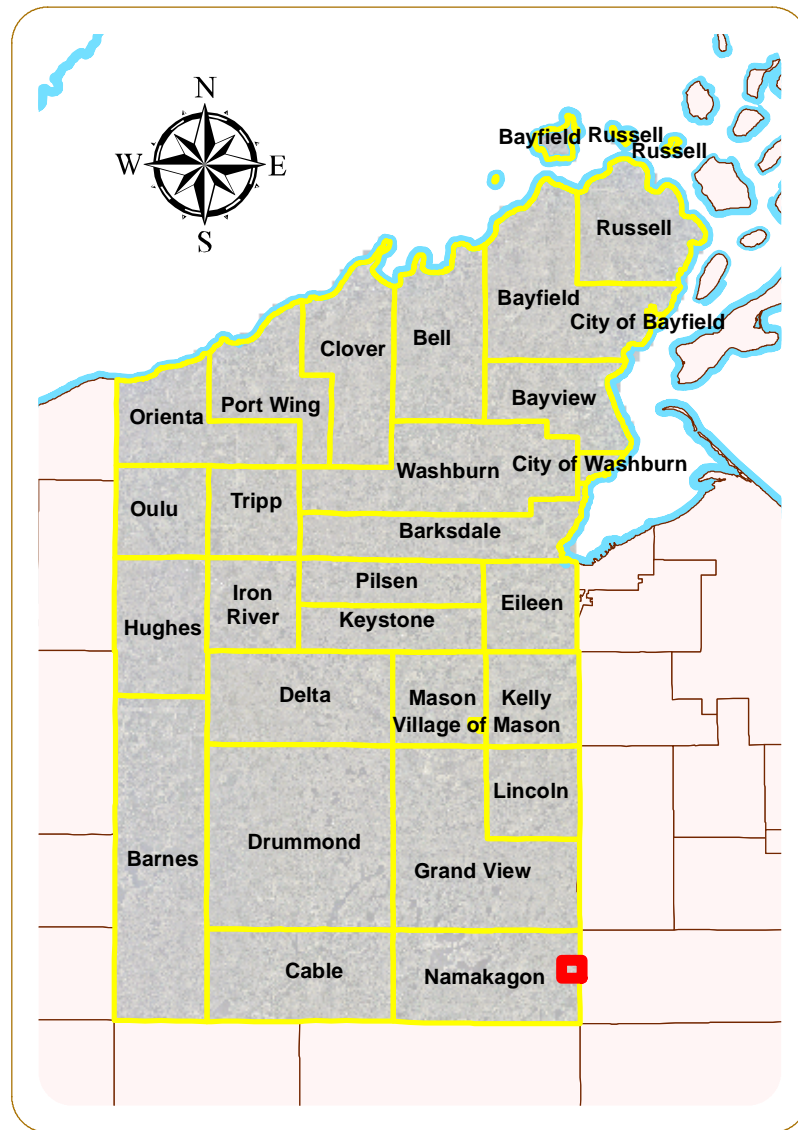 N
W
E
S
Bayfield
Russell
Russell
Russell
Bayfield
City of Bayfield
Clover
Bell
Bayview
Orienta
Port Wing
Washburn
City of Washburn
Oulu
Tripp
Barksdale
Pilsen
Iron
River
Eileen
Keystone
Hughes
Delta
Mason
Kelly
Village of Mason
Lincoln
Drummond
Barnes
Grand View
Cable
Namakagon